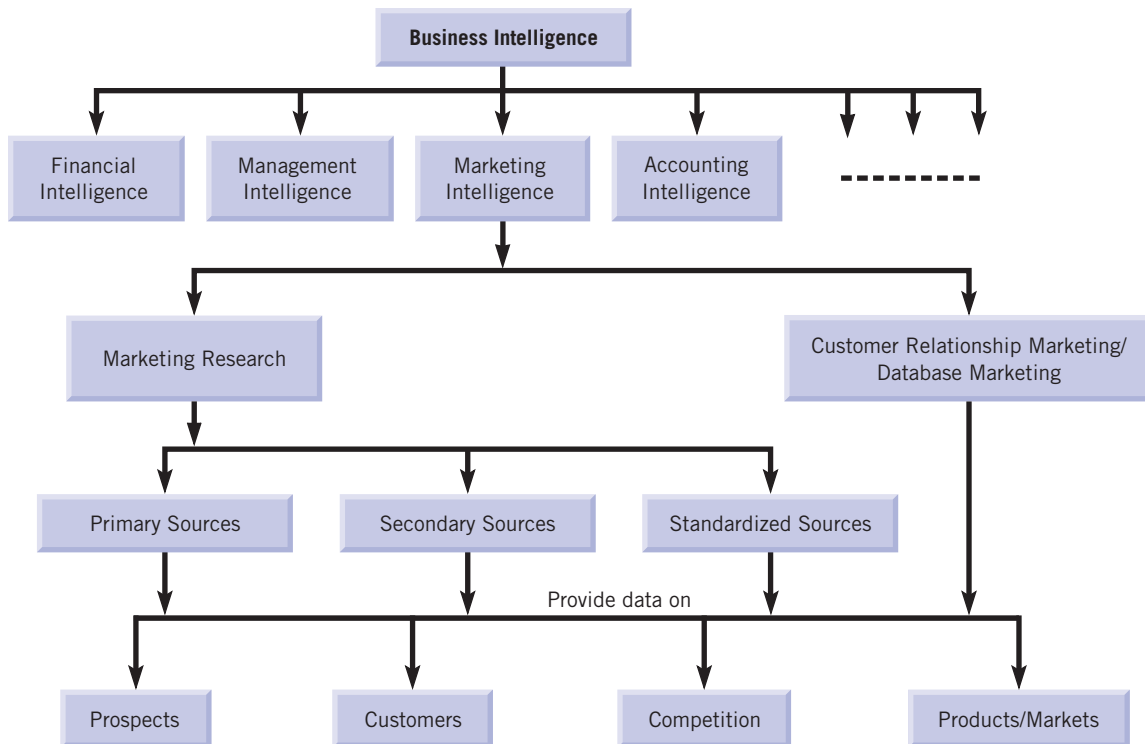 Business Intelligence
Financial
Intelligence
Management
Intelligence
Marketing
Intelligence
Accounting
Intelligence
Marketing Research
Customer Relationship Marketing/
Database Marketing
Primary Sources
Secondary Sources
Standardized Sources
Provide data on
Prospects
Customers
Competition
Products/Markets